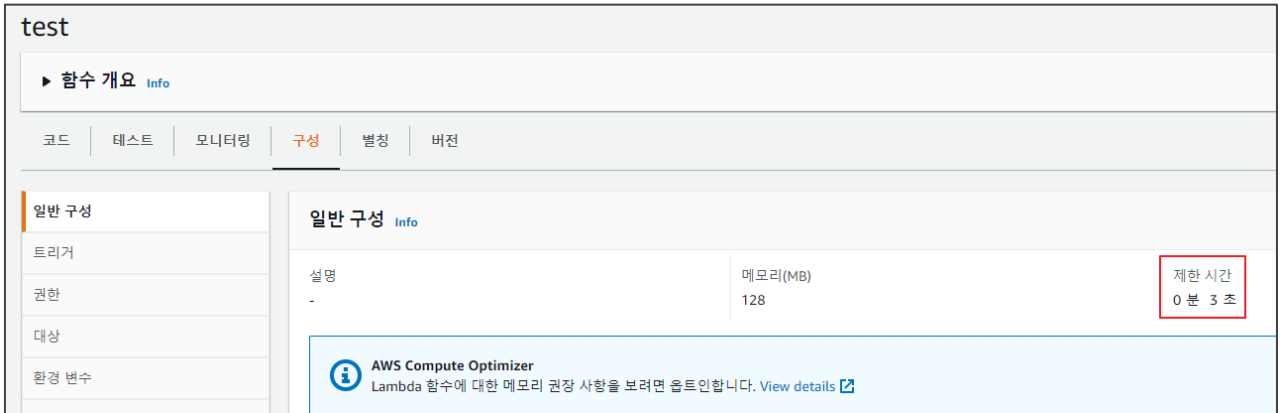 test
▶ 함수 개요 Info
코드 테스트 모니터링 구성 별칭 버전
일반 구성
트리거
권한
대상
환경 변수
일반 구성 Info
설명 메모리(MB) 제한 시간
- 128 0 분 3 초
AWS Compute Optimizer
Lambda 함수에 대한 메모리 권장 사항을 보려면 옵트인합니다. View details